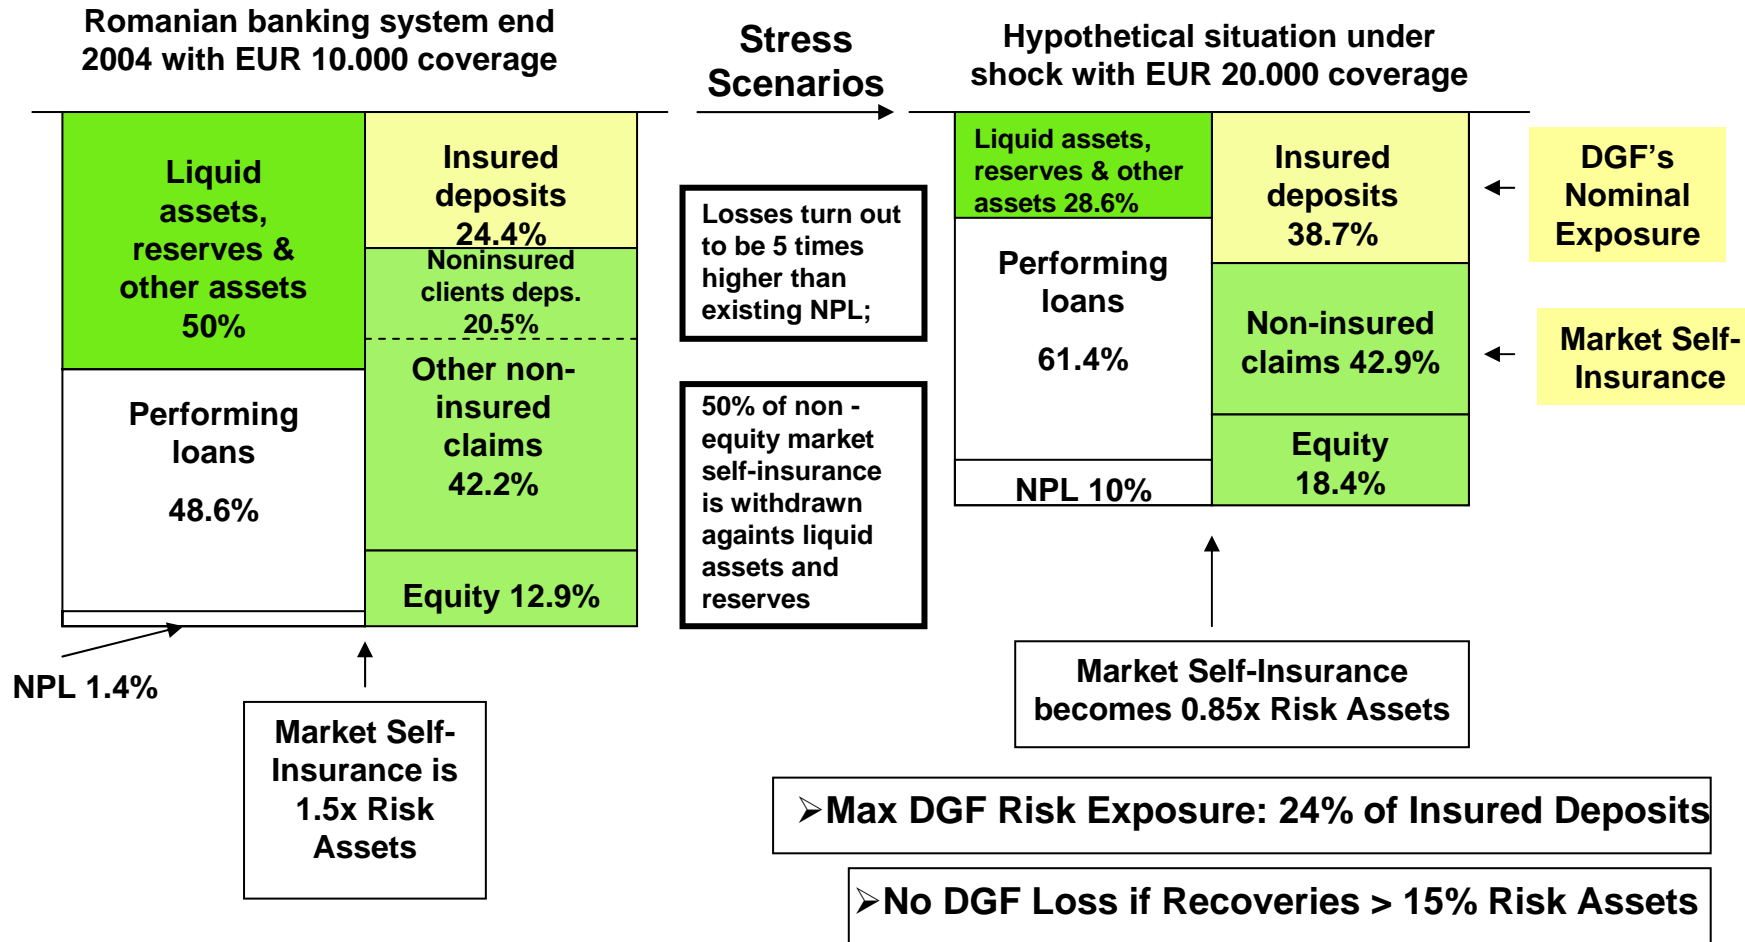 Romanian banking system end
2004 with EUR 10.000 coverage
Stress
Scenarios
Hypothetical situation under
shock with EUR 20.000 coverage
Liquid
assets,
reserves &
other assets
50%
Performing
loans
48.6%
NPL 1.4%
Insured
deposits
24.4%
Noninsured
clients deps.
20.5%
Other non-
insured
claims
42.2%
Equity 12.9%
Market Self-
Insurance is
1.5x Risk
Assets
Losses turn out
to be 5 times
higher than
existing NPL;
50% of non -
equity market
self-insurance
is withdrawn
againts liquid
assets and
reserves
Liquid assets,
reserves & other
assets 28.6%
Performing
loans
61.4%
NPL 10%
Insured
deposits
38.7%
Non-insured
claims 42.9%
Equity
18.4%
DGF's
Nominal
Exposure
Market Self-
Insurance
Market Self-Insurance
becomes 0.85x Risk Assets
➢Max DGF Risk Exposure: 24% of Insured Deposits
➢No DGF Loss if Recoveries > 15% Risk Assets